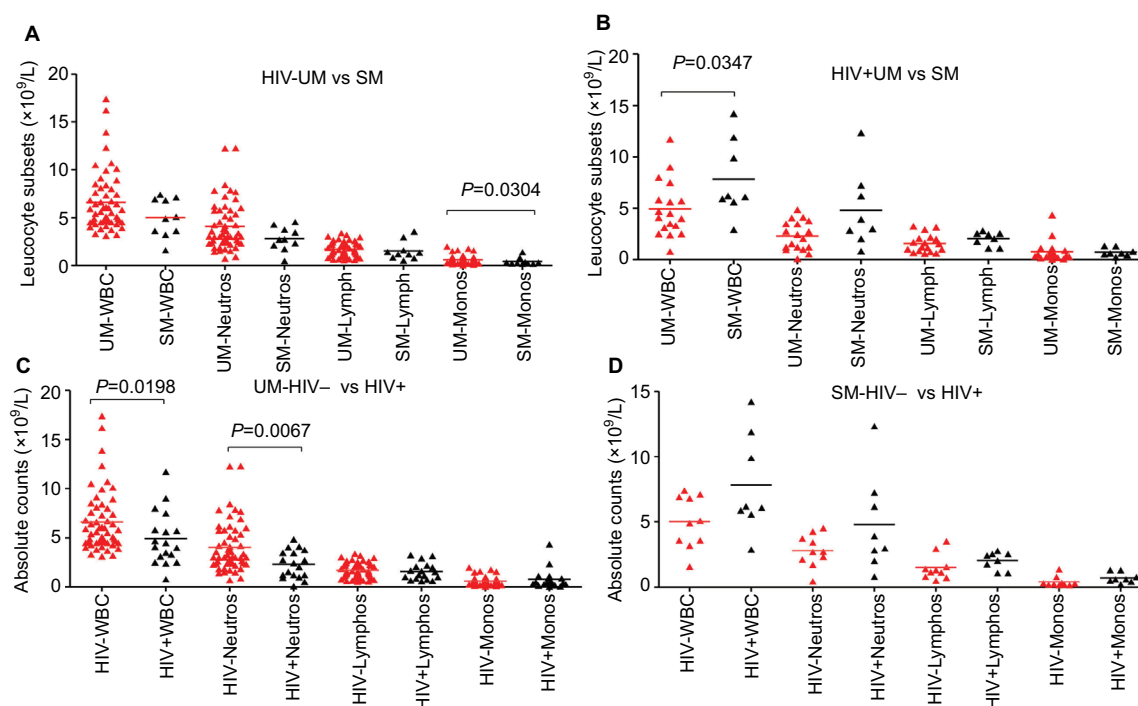 A
HIV-UM vs SM
Leucocyte subsets (×10⁹/L)
20
15
10
5
0
P=0.0304
UM-WBC
SM-WBC
UM-Neutros
SM-Neutros
UM-Lymph
SM-Lymph
UM-Monos
SM-Monos
B
HIV+UM vs SM
Leucocyte subsets (×10⁹/L)
20
15
10
5
0
P=0.0347
UM-WBC
SM-WBC
UM-Neutros
SM-Neutros
UM-Lymph
SM-Lymph
UM-Monos
SM-Monos
C
UM-HIV– vs HIV+
Absolute counts (×10⁹/L)
20
15
10
5
0
P=0.0198
P=0.0067
HIV-WBC
HIV+WBC
HIV-Neutros
HIV+Neutros
HIV-Lymphos
HIV+Lymphos
HIV-Monos
HIV+Monos
D
SM-HIV– vs HIV+
Absolute counts (×10⁹/L)
15
10
5
0
HIV-WBC
HIV+WBC
HIV-Neutros
HIV+Neutros
HIV-Lymphos
HIV+Lymphos
HIV-Monos
HIV+Monos